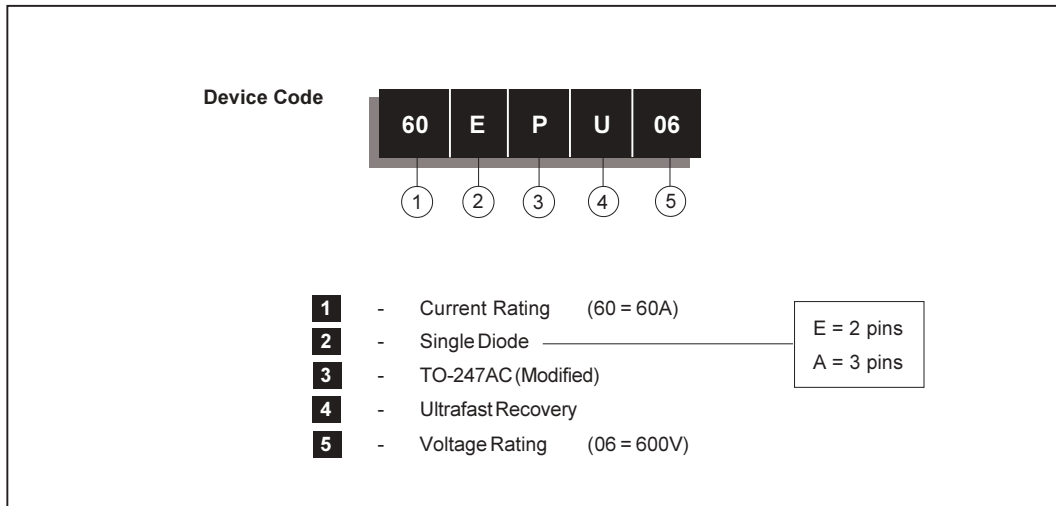 Device Code
60 E P U 06
1 2 3 4 5
1 - Current Rating (60 = 60A)
2 - Single Diode
E = 2 pins
A = 3 pins
3 - TO-247AC (Modified)
4 - Ultrafast Recovery
5 - Voltage Rating (06 = 600V)